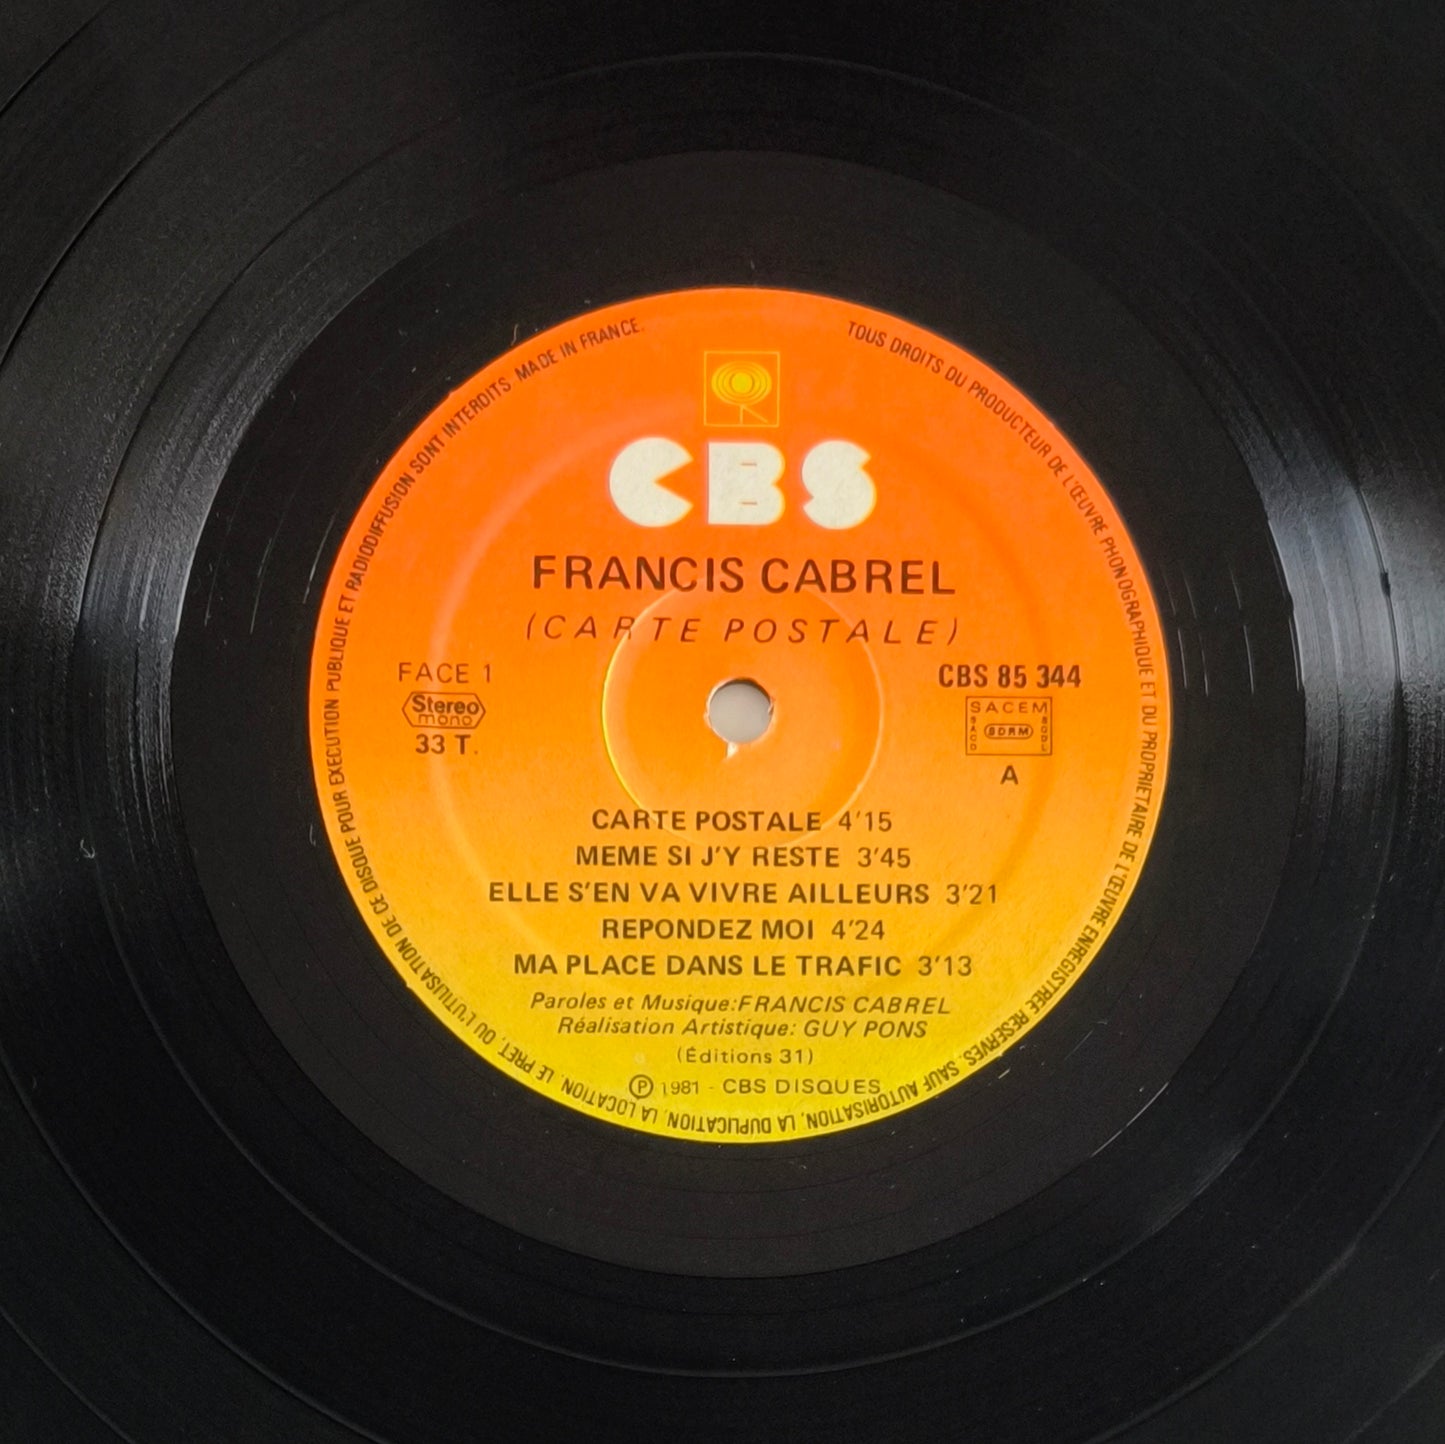 TOUS DROITS DU PRODUCTEUR DE L'ŒUVRE PHONOGRAPHIQUE ET DU PROPRIETAIRE DE L'ŒUVRE ENREGISTREE RESERVES. SAUF AUTORISATION, LA DUPLICATION, LA LOCATION, LE PRET, OU L'UTILISATION DE CE DISQUE POUR EXECUTION PUBLIQUE ET RADIODIFFUSION SONT INTERDITS. MADE IN FRANCE.
CBS
FRANCIS CABREL
(CARTE POSTALE)
FACE 1
Stereo
mono
33 T.
CBS 85 344
SACEM
SACD
SDRM
SGDL
A
CARTE POSTALE 4'15
MEME SI J'Y RESTE 3'45
ELLE S'EN VA VIVRE AILLEURS 3'21
REPONDEZ MOI 4'24
MA PLACE DANS LE TRAFIC 3'13
Paroles et Musique:FRANCIS CABREL
Réalisation Artistique: GUY PONS
(Éditions 31)
Ⓟ 1981 - CBS DISQUES